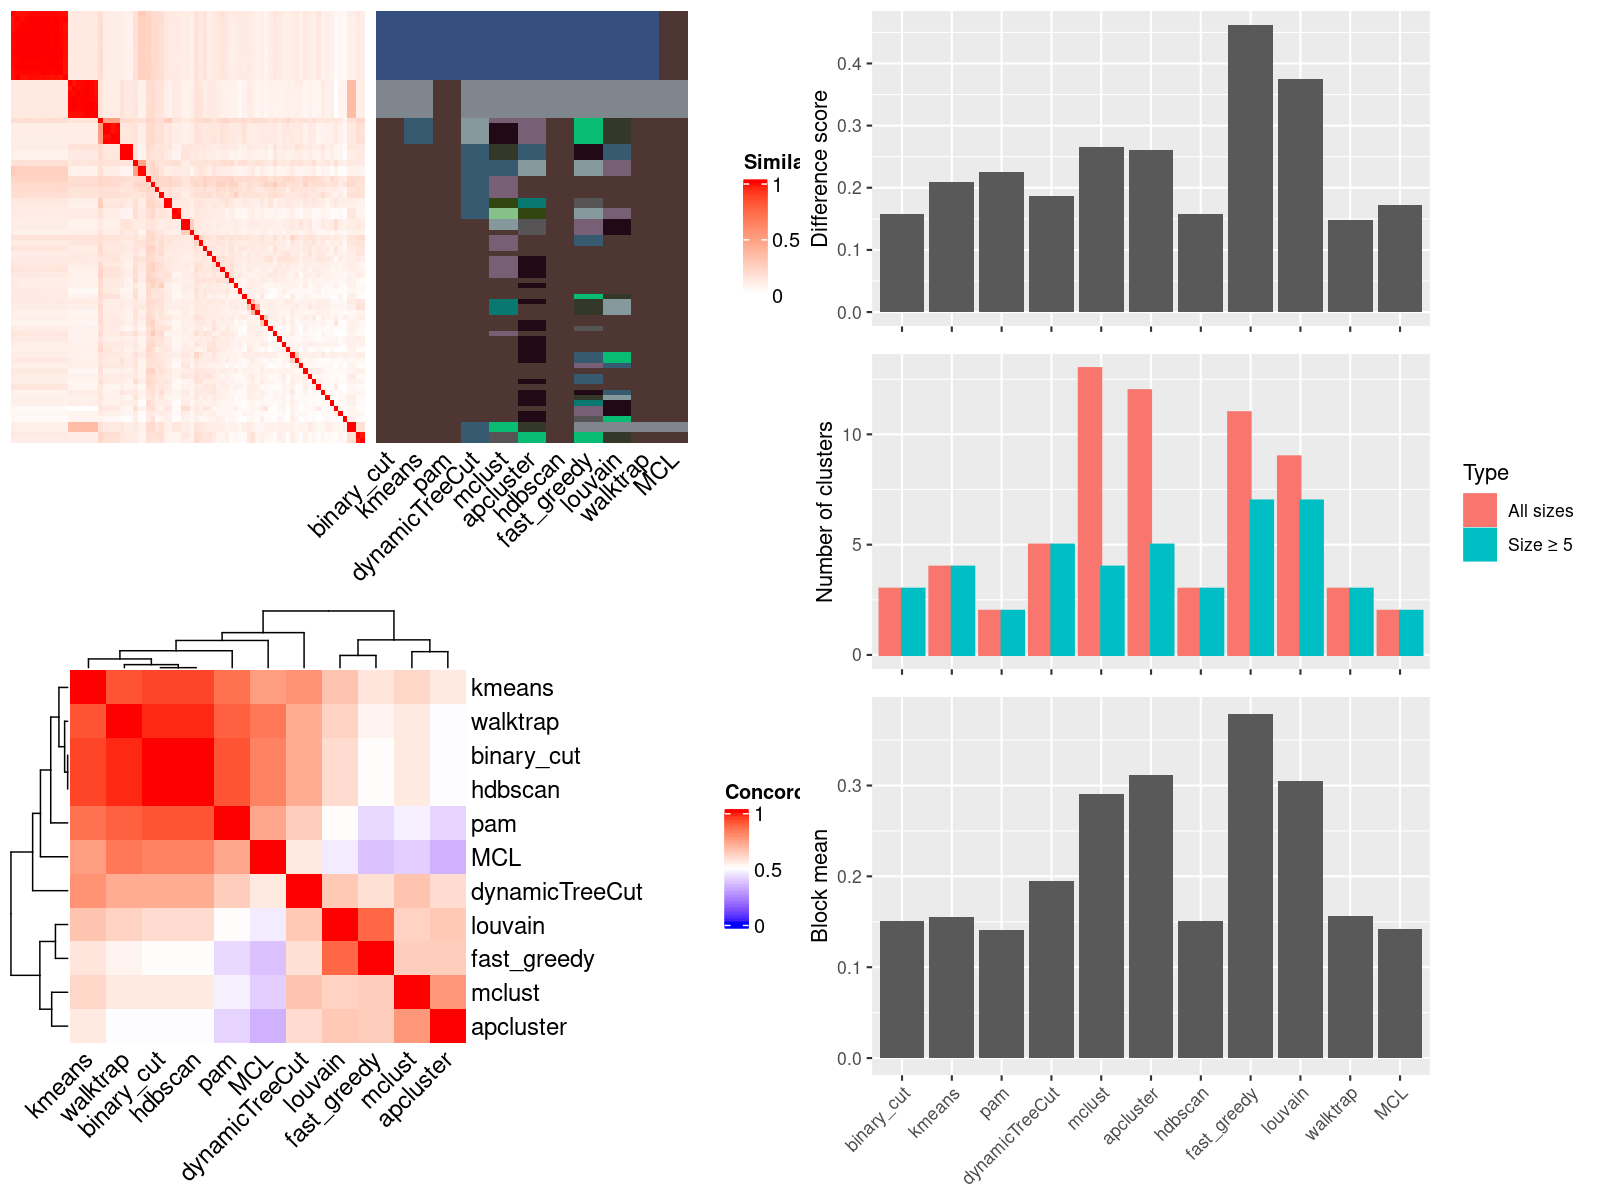 Simila
1
0.5
0
binary_cut
kmeans
pam
dynamicTreeCut
mclust
apcluster
hdbscan
fast_greedy
louvain
walktrap
MCL
Difference score
0.4
0.3
0.2
0.1
0.0
Number of clusters
10
5
0
Type
All sizes
Size ≥ 5
kmeans
walktrap
binary_cut
hdbscan
pam
MCL
dynamicTreeCut
louvain
fast_greedy
mclust
apcluster
kmeans
walktrap
binary_cut
hdbscan
pam
MCL
dynamicTreeCut
louvain
fast_greedy
mclust
apcluster
Concord
1
0.5
0
Block mean
0.3
0.2
0.1
0.0
binary_cut
kmeans
pam
dynamicTreeCut
mclust
apcluster
hdbscan
fast_greedy
louvain
walktrap
MCL